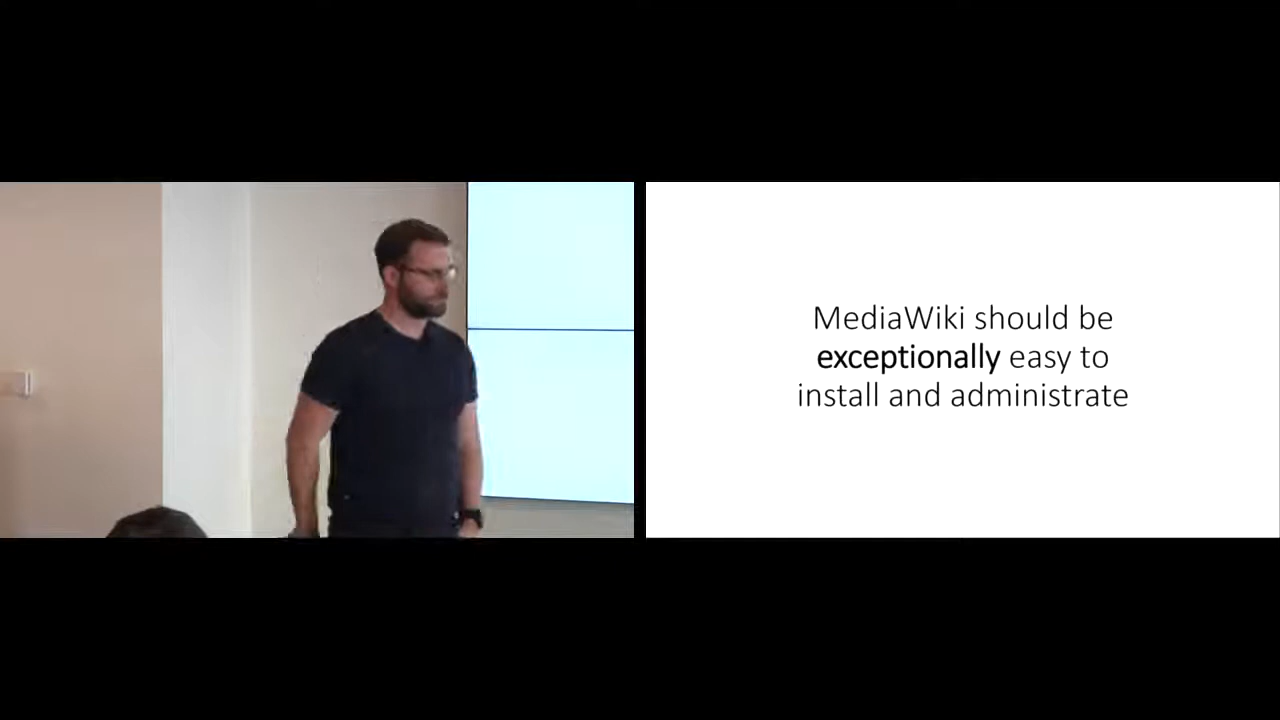 MediaWiki should be
exceptionally easy to
install and administrate